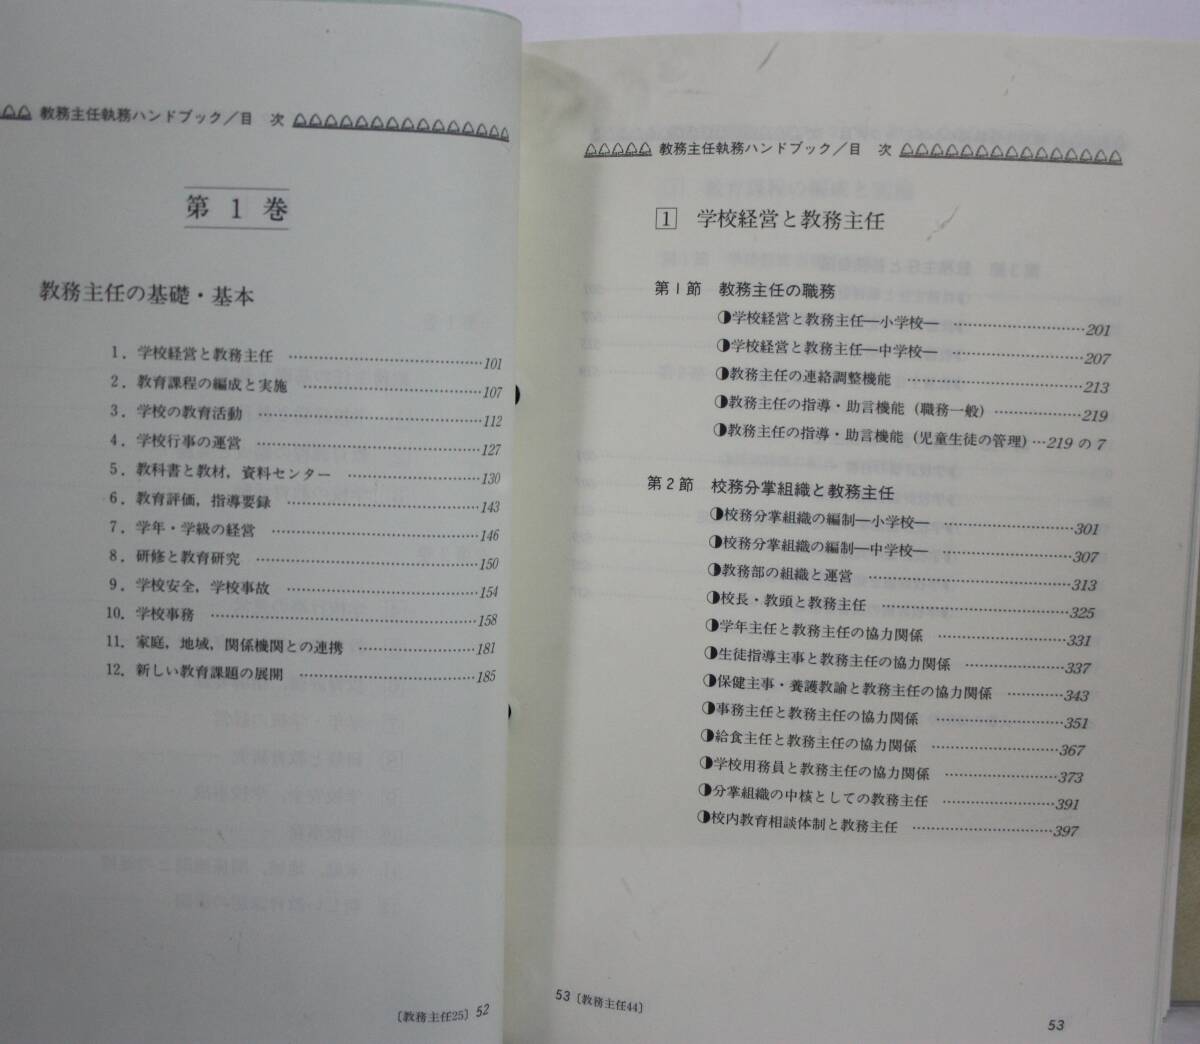 教務主任執務ハンドブック／目　次
第　1　巻
教務主任の基礎・基本
1．学校経営と教務主任 ……………………101
2．教育課程の編成と実施 ……………………107
3．学校の教育活動 ……………………112
4．学校行事の運営 ……………………127
5．教科書と教材，資料センター ……………………130
6．教育評価，指導要録 ……………………143
7．学年・学級の経営 ……………………146
8．研修と教育研究 ……………………150
9．学校安全，学校事故 ……………………154
10．学校事務 ……………………158
11．家庭，地域，関係機関との連携 ……………………181
12．新しい教育課題の展開 ……………………185
〔教務主任25〕 52
教務主任執務ハンドブック／目　次
1　学校経営と教務主任
第1節　教務主任の職務
◑学校経営と教務主任―小学校― ……………………201
◑学校経営と教務主任―中学校― ……………………207
◑教務主任の連絡調整機能 ……………………213
◑教務主任の指導・助言機能（職務一般） ………………219
◑教務主任の指導・助言機能（児童生徒の管理）…219 の 7
第2節　校務分掌組織と教務主任
◑校務分掌組織の編制―小学校― ……………………301
◑校務分掌組織の編制―中学校― ……………………307
◑教務部の組織と運営 ……………………313
◑校長・教頭と教務主任 ……………………325
◑学年主任と教務主任の協力関係 ……………………331
◑生徒指導主事と教務主任の協力関係 ……………………337
◑保健主事・養護教諭と教務主任の協力関係 …………343
◑事務主任と教務主任の協力関係 ……………………351
◑給食主任と教務主任の協力関係 ……………………367
◑学校用務員と教務主任の協力関係 ……………………373
◑分掌組織の中核としての教務主任 ……………………391
◑校内教育相談体制と教務主任 ……………………397
53〔教務主任44〕
53